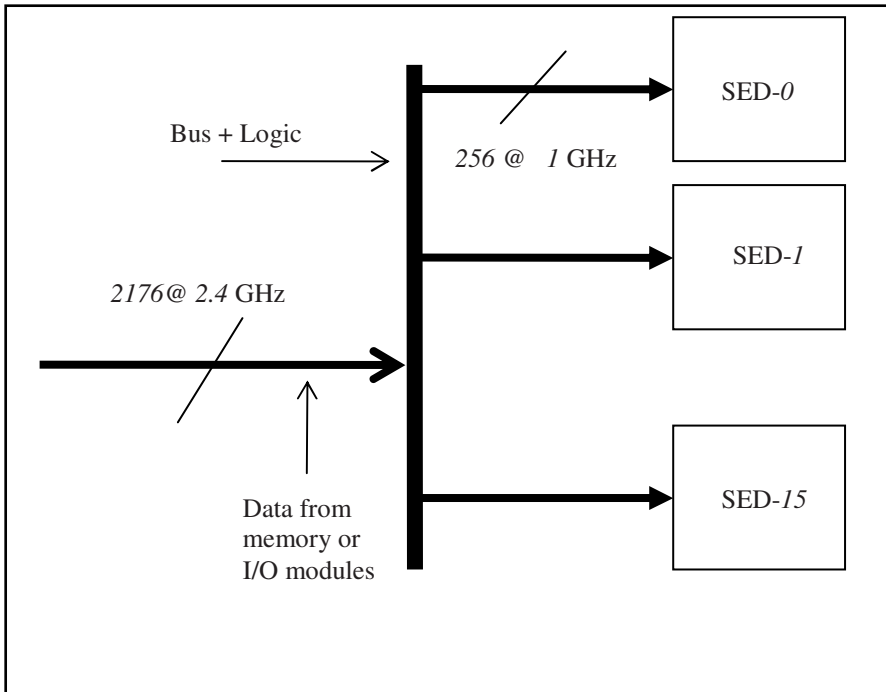 SED-0
Bus + Logic
256 @ 1 GHz
SED-1
2176@ 2.4 GHz
SED-15
Data from
memory or
I/O modules